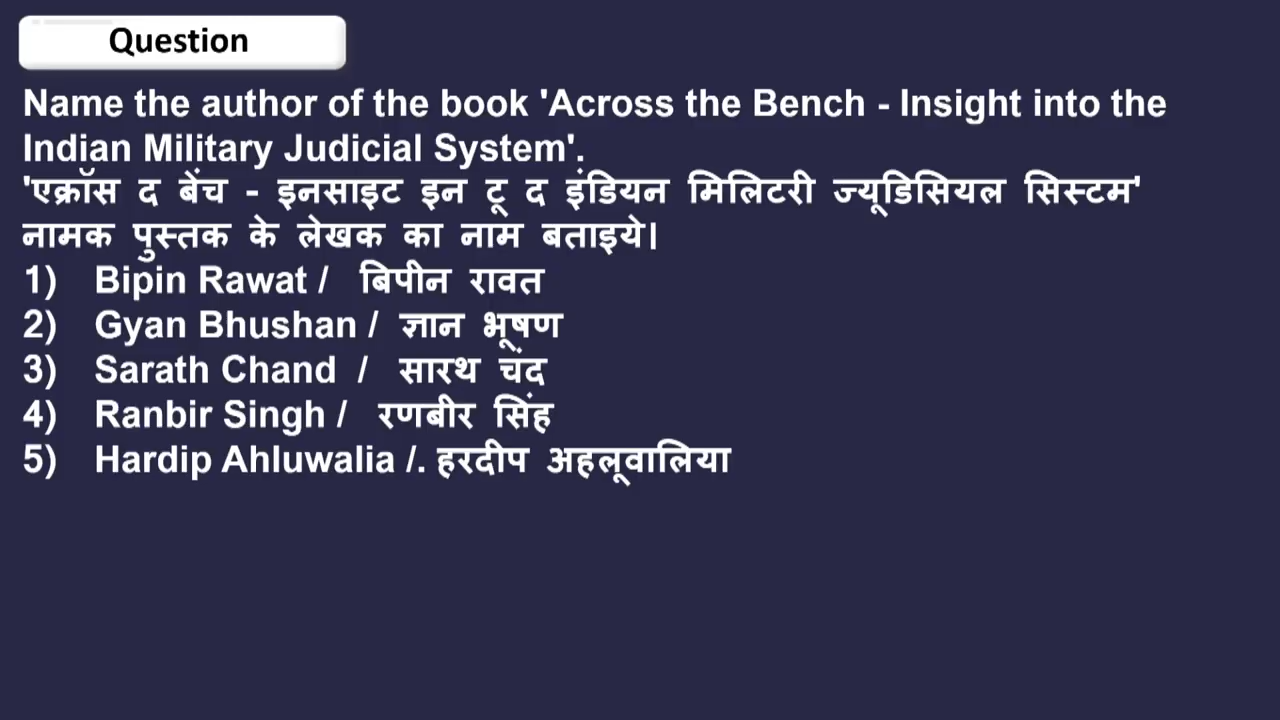 Question
Name the author of the book 'Across the Bench - Insight into the
Indian Military Judicial System'.
'एक्रॉस द बेंच - इनसाइट इन टू द इंडियन मिलिटरी ज्यूडिसियल सिस्टम'
नामक पुस्तक के लेखक का नाम बताइये।
1) Bipin Rawat / बिपीन रावत
2) Gyan Bhushan / ज्ञान भूषण
3) Sarath Chand / सारथ चंद
4) Ranbir Singh / रणबीर सिंह
5) Hardip Ahluwalia /. हरदीप अहलूवालिया